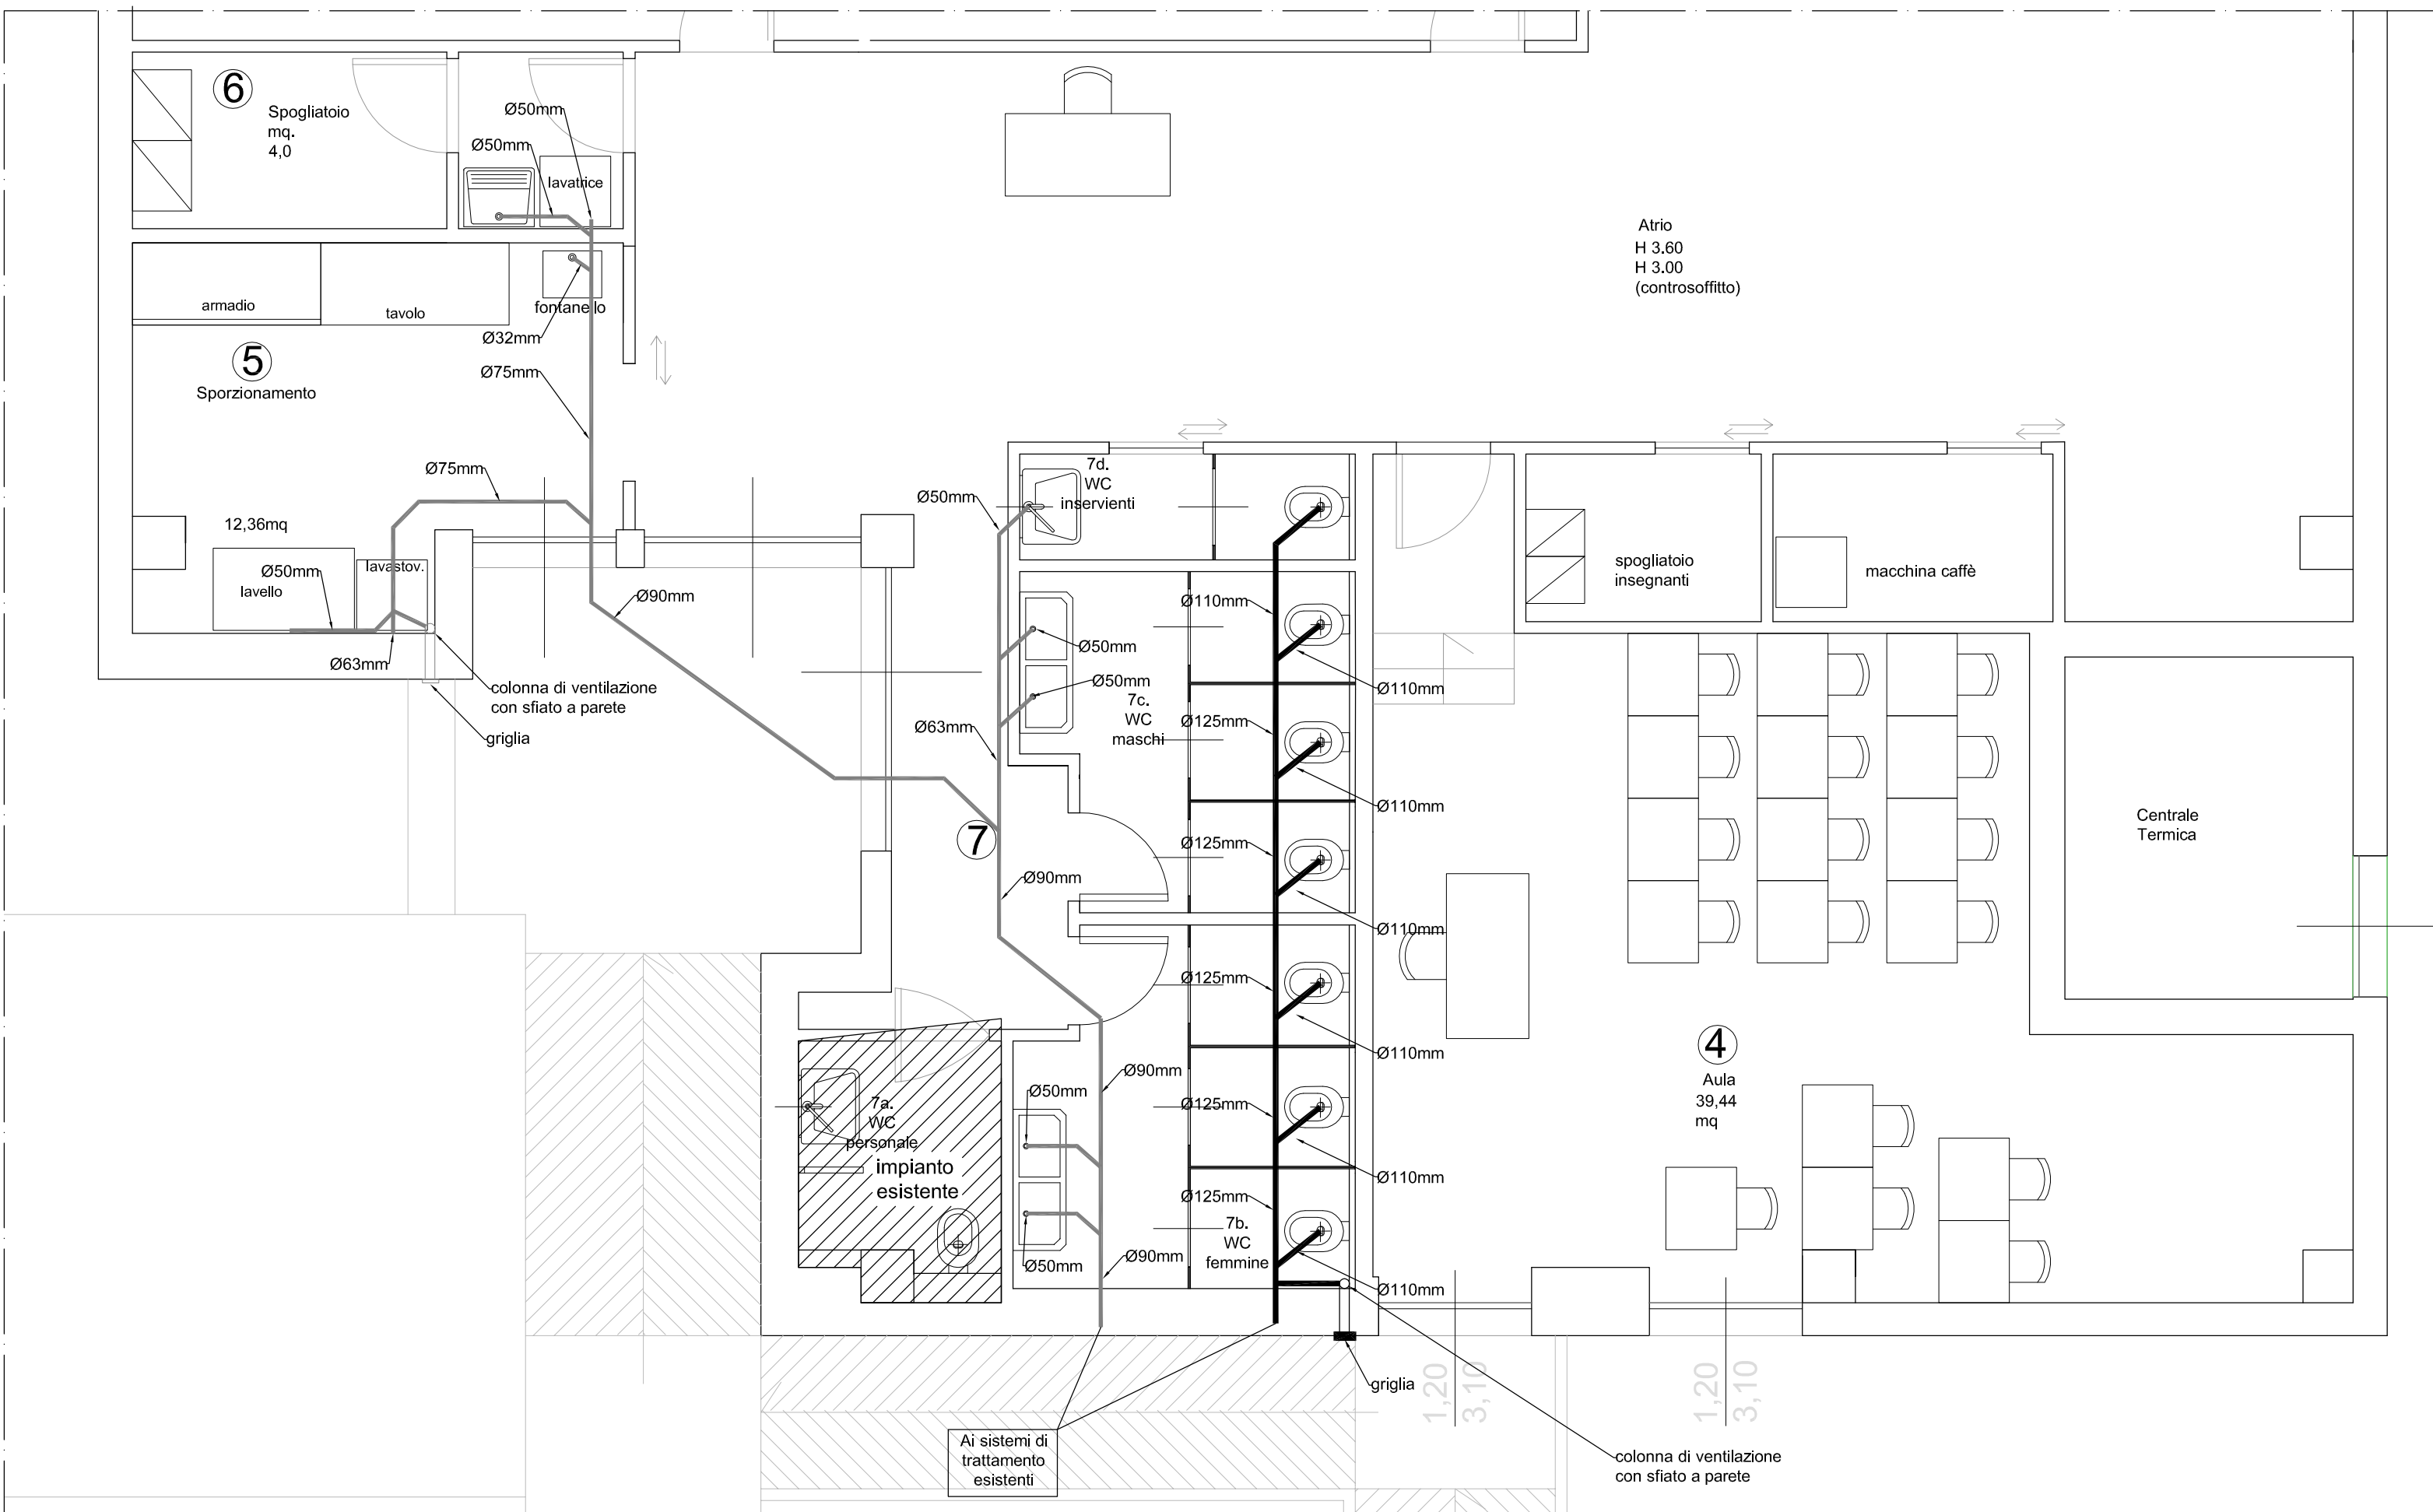 6
Spogliatoio
mq.
4,0
Ø50mm
Ø50mm
lavatrice
armadio
tavolo
fontanello
Ø32mm
5
Sporzionamento
Ø75mm
Ø75mm
12,36mq
Ø50mm
lavello
lavastov.
Ø63mm
Ø90mm
colonna di ventilazione
con sfiato a parete
griglia
Atrio
H 3.60
H 3.00
(controsoffitto)
7d.
WC
inservienti
Ø50mm
Ø110mm
Ø50mm
Ø50mm
7c.
WC
maschi
Ø63mm
Ø110mm
Ø125mm
Ø110mm
7
Ø125mm
Ø90mm
Ø110mm
Ø125mm
Ø110mm
Ø90mm
Ø50mm
Ø125mm
7a.
WC
personale
impianto
esistente
Ø110mm
Ø125mm
7b.
WC
femmine
Ø50mm
Ø90mm
Ø110mm
spogliatoio
insegnanti
macchina caffè
Centrale
Termica
4
Aula
39,44
mq
griglia
1,20
3,10
1,20
3,10
Ai sistemi di
trattamento
esistenti
colonna di ventilazione
con sfiato a parete